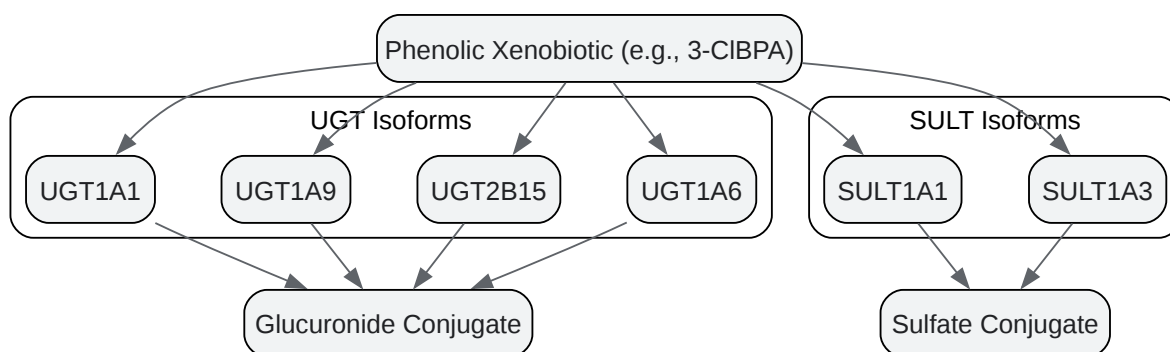 Phenolic Xenobiotic (e.g., 3-ClBPA)
UGT Isoforms
SULT Isoforms
UGT1A1
UGT1A9
UGT2B15
UGT1A6
SULT1A1
SULT1A3
Glucuronide Conjugate
Sulfate Conjugate